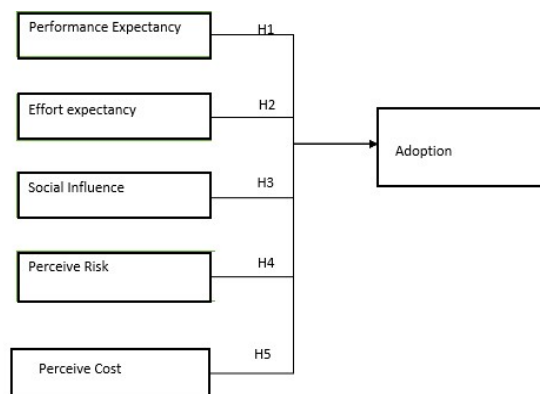 Performance Expectancy
H1
Effort expectancy
H2
Adoption
Social Influence
H3
Perceive Risk
H4
Perceive Cost
H5